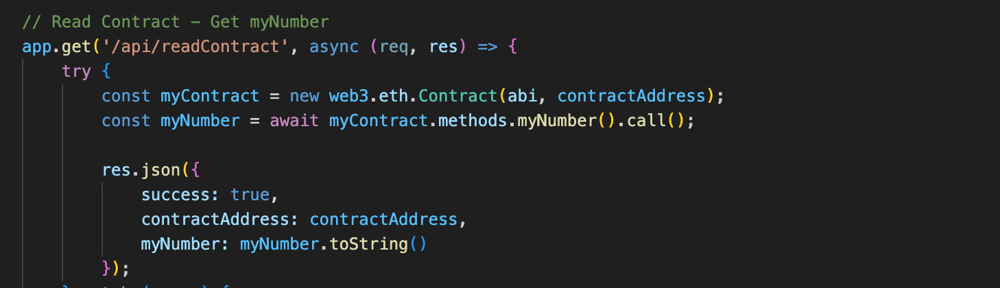 // Read Contract - Get myNumber
app.get('/api/readContract', async (req, res) => {
    try {
        const myContract = new web3.eth.Contract(abi, contractAddress);
        const myNumber = await myContract.methods.myNumber().call();

        res.json({
            success: true,
            contractAddress: contractAddress,
            myNumber: myNumber.toString()
        });